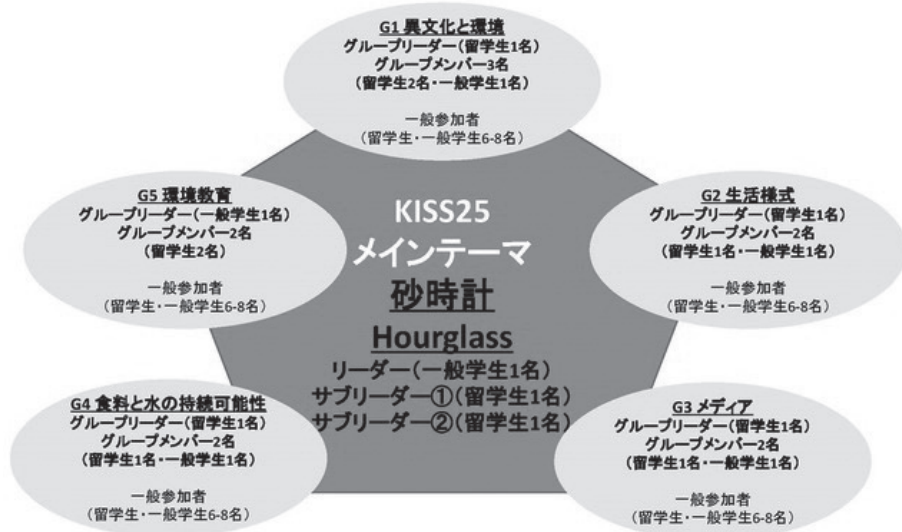 G1 異文化と環境
グループリーダー(留学生1名)
グループメンバー3名
(留学生2名・一般学生1名)
一般参加者
(留学生・一般学生6-8名)
G5 環境教育
グループリーダー(一般学生1名)
グループメンバー2名
(留学生2名)
一般参加者
(留学生・一般学生6-8名)
KISS25
メインテーマ
砂時計
Hourglass
リーダー(一般学生1名)
サブリーダー①(留学生1名)
サブリーダー②(留学生1名)
G2 生活様式
グループリーダー(留学生1名)
グループメンバー2名
(留学生1名・一般学生1名)
一般参加者
(留学生・一般学生6-8名)
G4 食料と水の持続可能性
グループリーダー(留学生1名)
グループメンバー2名
(留学生1名・一般学生1名)
一般参加者
(留学生・一般学生6-8名)
G3 メディア
グループリーダー(留学生1名)
グループメンバー2名
(留学生1名・一般学生1名)
一般参加者
(留学生・一般学生6-8名)